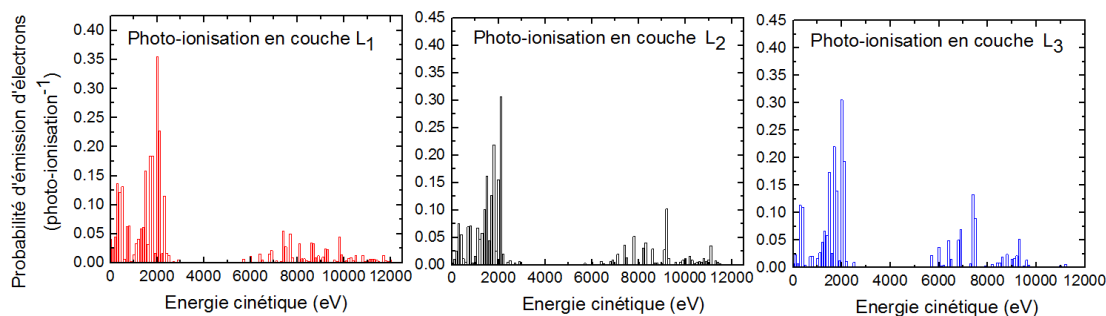 Probabilité d'émission d'électrons
(photo-ionisation⁻¹)
Photo-ionisation en couche L₁
0.40
0.35
0.30
0.25
0.20
0.15
0.10
0.05
0.00
0 2000 4000 6000 8000 10000 12000
Energie cinétique (eV)
Photo-ionisation en couche L₂
0.45
0.40
0.35
0.30
0.25
0.20
0.15
0.10
0.05
0.00
0 2000 4000 6000 8000 10000 12000
Energie cinétique (eV)
Photo-ionisation en couche L₃
0.45
0.40
0.35
0.30
0.25
0.20
0.15
0.10
0.05
0.00
0 2000 4000 6000 8000 10000 12000
Energie cinétique (eV)